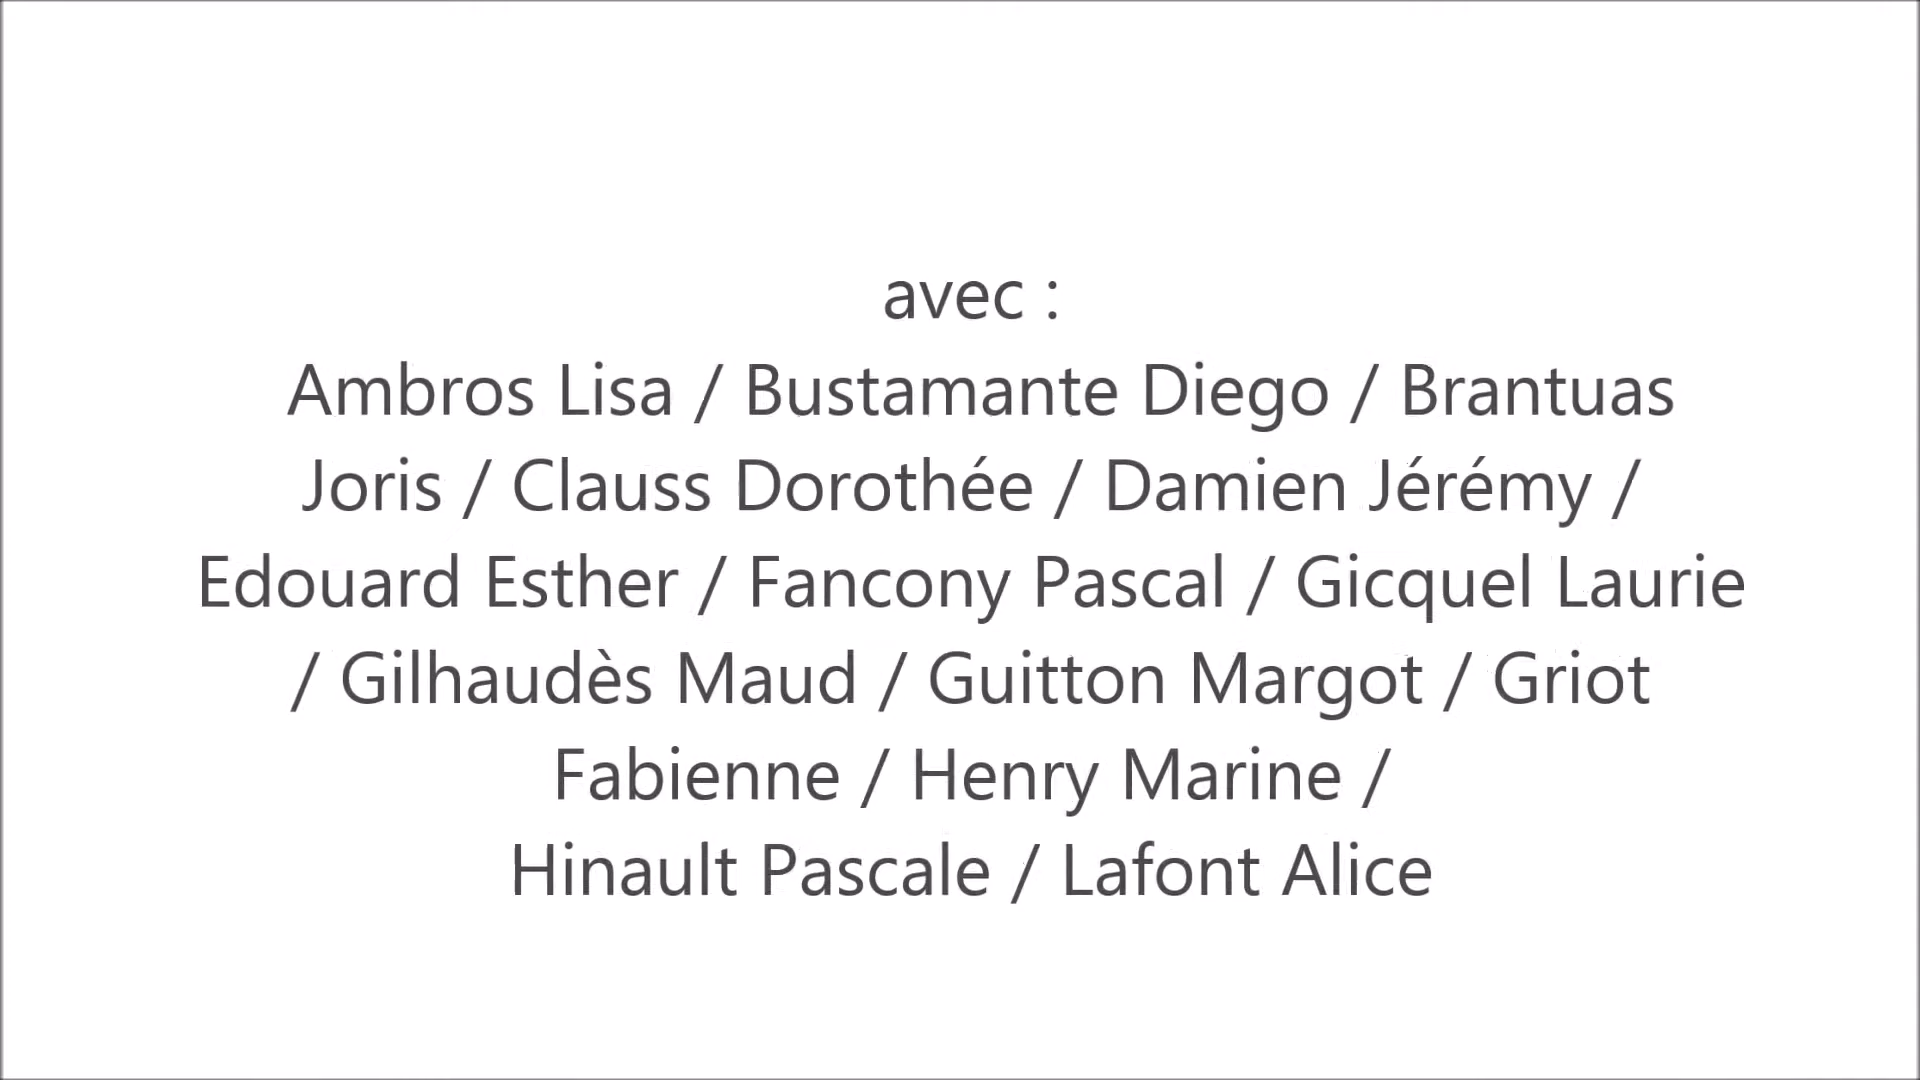 avec :
Ambros Lisa / Bustamante Diego / Brantuas
Joris / Clauss Dorothée / Damien Jérémy /
Edouard Esther / Fancony Pascal / Gicquel Laurie
/ Gilhaudès Maud / Guitton Margot / Griot
Fabienne / Henry Marine /
Hinault Pascale / Lafont Alice